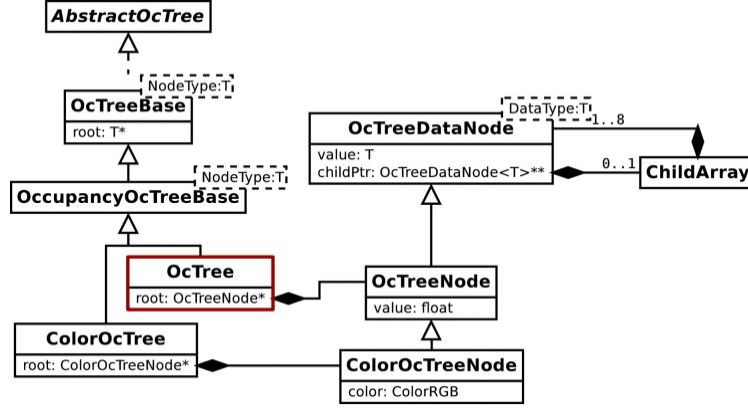 AbstractOcTree
NodeType:T
OcTreeBase
root: T*
NodeType:T
OccupancyOcTreeBase
DataType:T
OcTreeDataNode
1..8
value: T
childPtr: OcTreeDataNode<T>**
0..1
ChildArray
OcTree
root: OcTreeNode*
OcTreeNode
value: float
ColorOcTree
root: ColorOcTreeNode*
ColorOcTreeNode
color: ColorRGB